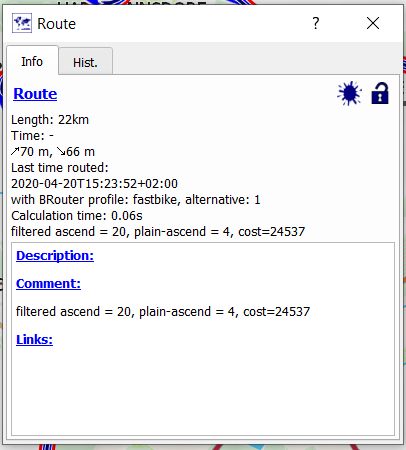 Route
?
Info
Hist.
Route
Length: 22km
Time: -
↗70 m, ↘66 m
Last time routed:
2020-04-20T15:23:52+02:00
with BRouter profile: fastbike, alternative: 1
Calculation time: 0.06s
filtered ascend = 20, plain-ascend = 4, cost=24537
Description:
Comment:
filtered ascend = 20, plain-ascend = 4, cost=24537
Links: